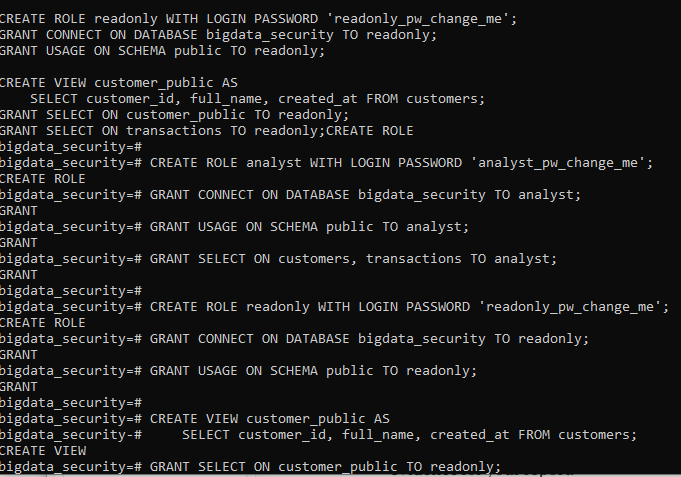 CREATE ROLE readonly WITH LOGIN PASSWORD 'readonly_pw_change_me';
GRANT CONNECT ON DATABASE bigdata_security TO readonly;
GRANT USAGE ON SCHEMA public TO readonly;

CREATE VIEW customer_public AS
    SELECT customer_id, full_name, created_at FROM customers;
GRANT SELECT ON customer_public TO readonly;
GRANT SELECT ON transactions TO readonly;CREATE ROLE
bigdata_security=#
bigdata_security=# CREATE ROLE analyst WITH LOGIN PASSWORD 'analyst_pw_change_me';
CREATE ROLE
bigdata_security=# GRANT CONNECT ON DATABASE bigdata_security TO analyst;
GRANT
bigdata_security=# GRANT USAGE ON SCHEMA public TO analyst;
GRANT
bigdata_security=# GRANT SELECT ON customers, transactions TO analyst;
GRANT
bigdata_security=#
bigdata_security=# CREATE ROLE readonly WITH LOGIN PASSWORD 'readonly_pw_change_me';
CREATE ROLE
bigdata_security=# GRANT CONNECT ON DATABASE bigdata_security TO readonly;
GRANT
bigdata_security=# GRANT USAGE ON SCHEMA public TO readonly;
GRANT
bigdata_security=#
bigdata_security=# CREATE VIEW customer_public AS
bigdata_security-#     SELECT customer_id, full_name, created_at FROM customers;
CREATE VIEW
bigdata_security=# GRANT SELECT ON customer_public TO readonly;